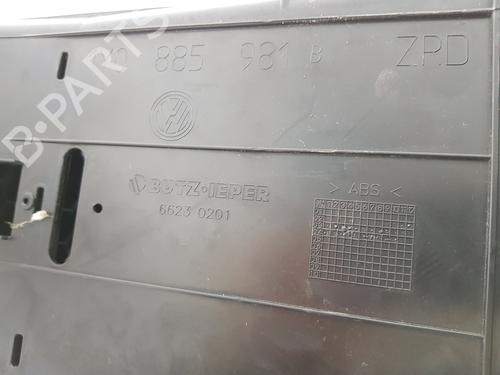 885 981 B ZRD
BUTZ-IEPER
6623 0201
> ABS <
B-PARTS